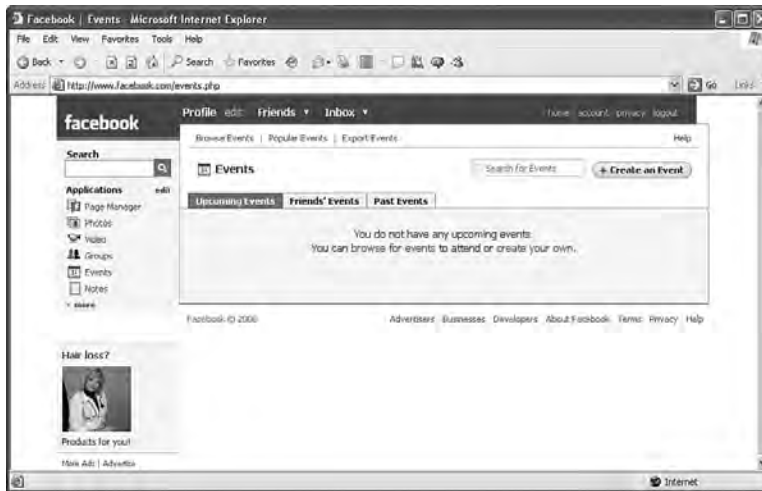 Facebook | Events - Microsoft Internet Explorer
File Edit View Favorites Tools Help
Back Search Favorites
Address http://www.facebook.com/events.php Go Links
facebook
Profile edit Friends Inbox home account privacy logout
Browse Events | Popular Events | Export Events Help
Search
Events Search for Events + Create an Event
Applications edit
Upcoming Events Friends' Events Past Events
Page Manager
Photos
Video
Groups
Events
Notes
more
You do not have any upcoming events.
You can browse for events to attend or create your own.
Facebook © Advertisers Businesses Developers About Facebook Terms Privacy Help
Hair loss?
Products for you!
More Ads | Advertise
Internet